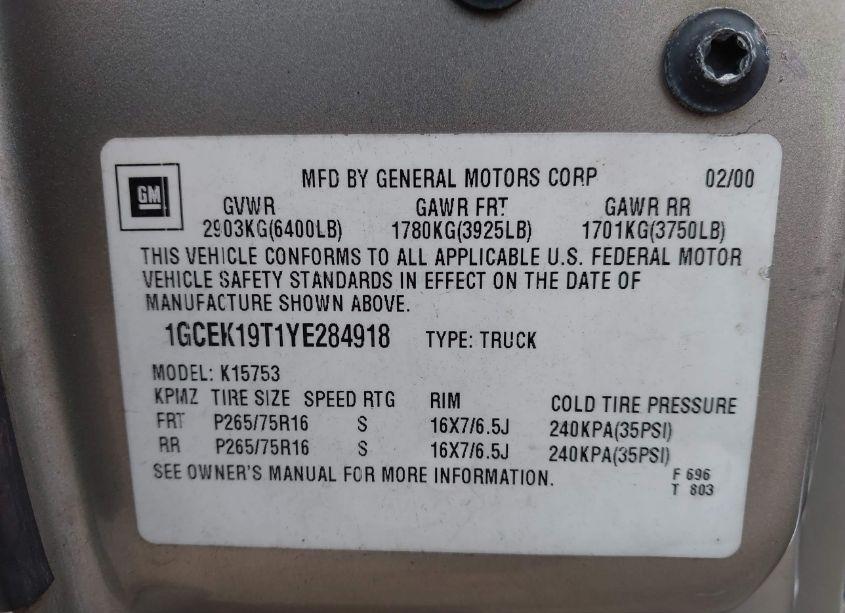 MFD BY GENERAL MOTORS CORP 02/00
GM
GVWR GAWR FRT GAWR RR
2903KG(6400LB) 1780KG(3925LB) 1701KG(3750LB)
THIS VEHICLE CONFORMS TO ALL APPLICABLE U.S. FEDERAL MOTOR
VEHICLE SAFETY STANDARDS IN EFFECT ON THE DATE OF
MANUFACTURE SHOWN ABOVE.
1GCEK19T1YE284918 TYPE: TRUCK
MODEL: K15753
KPMZ TIRE SIZE SPEED RTG RIM COLD TIRE PRESSURE
FRT P265/75R16 S 16X7/6.5J 240KPA(35PSI)
RR P265/75R16 S 16X7/6.5J 240KPA(35PSI)
SEE OWNER'S MANUAL FOR MORE INFORMATION.
F 696
T 803